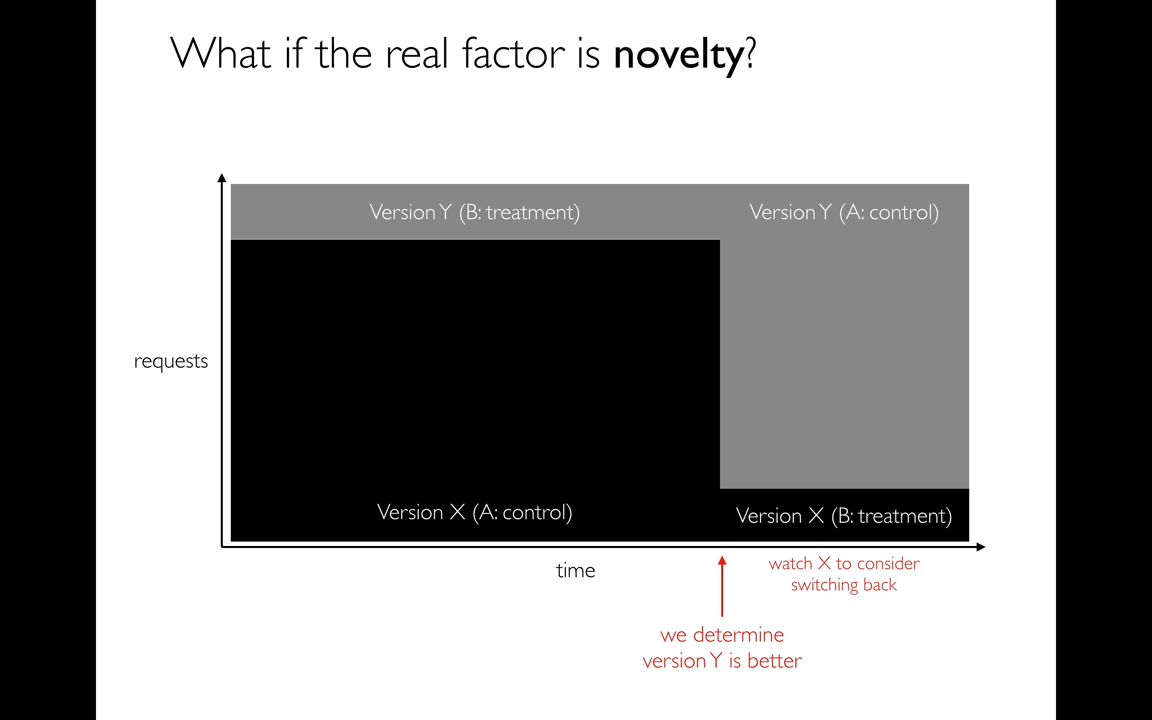 What if the real factor is novelty?
Version Y (B: treatment)
Version Y (A: control)
requests
Version X (A: control)
Version X (B: treatment)
time
watch X to consider
switching back
we determine
version Y is better